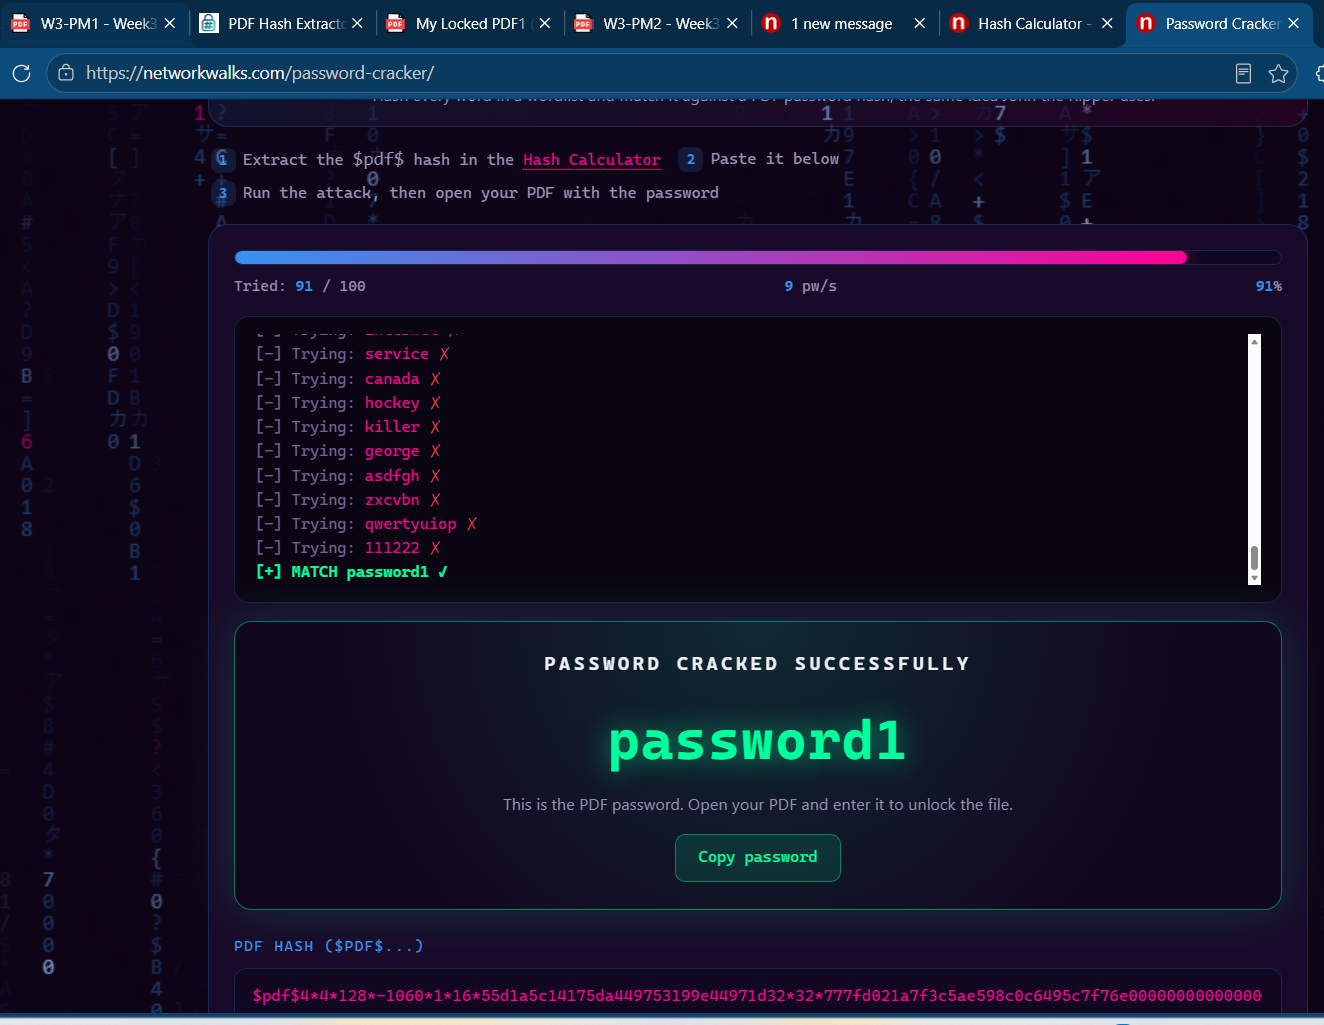 W3-PM1 - Week3
PDF Hash Extracto
My Locked PDF1
W3-PM2 - Week3
1 new message
Hash Calculator -
Password Cracker
https://networkwalks.com/password-cracker/
1 Extract the $pdf$ hash in the Hash Calculator 2 Paste it below
3 Run the attack, then open your PDF with the password
Tried: 91 / 100 9 pw/s 91%
[-] Trying: service ✗
[-] Trying: canada ✗
[-] Trying: hockey ✗
[-] Trying: killer ✗
[-] Trying: george ✗
[-] Trying: asdfgh ✗
[-] Trying: zxcvbn ✗
[-] Trying: qwertyuiop ✗
[-] Trying: 111222 ✗
[+] MATCH password1 ✓
PASSWORD CRACKED SUCCESSFULLY
password1
This is the PDF password. Open your PDF and enter it to unlock the file.
Copy password
PDF HASH ($PDF$...)
$pdf$4*4*128*-1060*1*16*55d1a5c14175da449753199e44971d32*32*777fd021a7f3c5ae598c0c6495c7f76e00000000000000